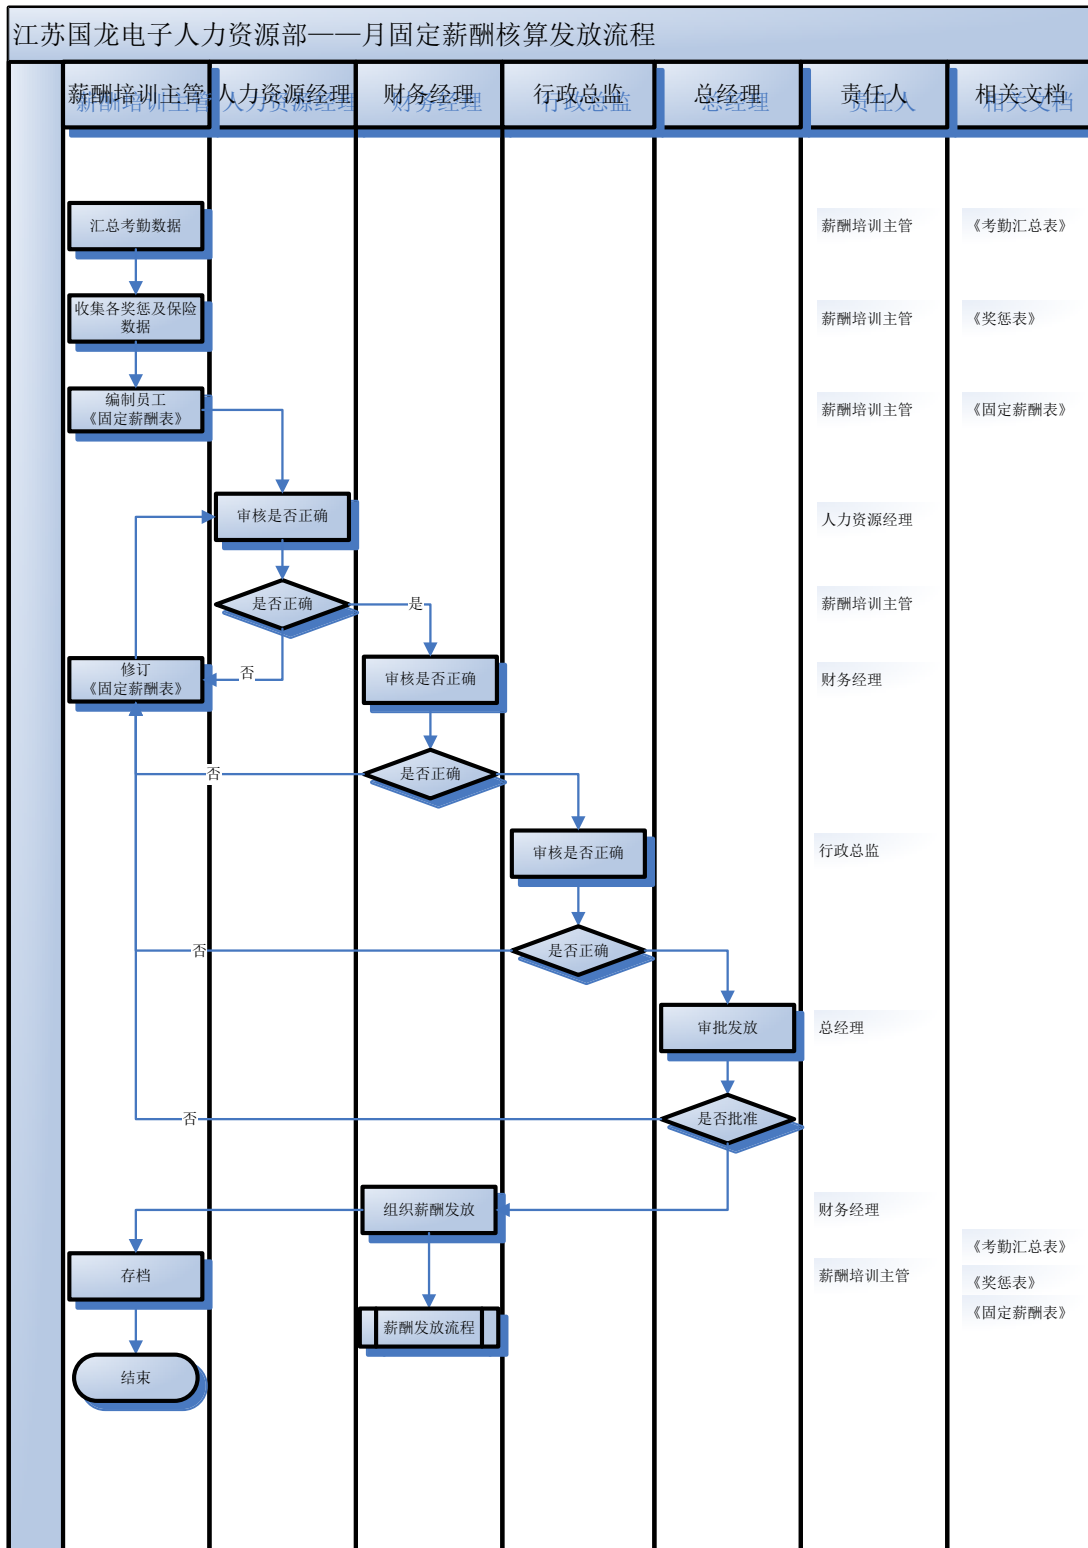 江苏国龙电子人力资源部——月固定薪酬核算发放流程
薪酬培训主管 人力资源经理 财务经理 行政总监 总经理 责任人 相关文档
汇总考勤数据 薪酬培训主管 《考勤汇总表》
收集各奖惩及保险
数据 薪酬培训主管 《奖惩表》
编制员工
《固定薪酬表》 薪酬培训主管 《固定薪酬表》
审核是否正确 人力资源经理
是否正确 是 薪酬培训主管
修订
《固定薪酬表》 否 审核是否正确 财务经理
否 是否正确
审核是否正确 行政总监
否 是否正确
审批发放 总经理
否 是否批准
组织薪酬发放 财务经理
《考勤汇总表》
存档 薪酬培训主管 《奖惩表》
《固定薪酬表》
薪酬发放流程
结束